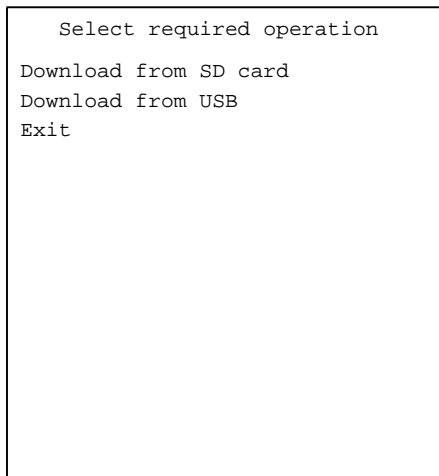 Select required operation
Download from SD card
Download from USB
Exit